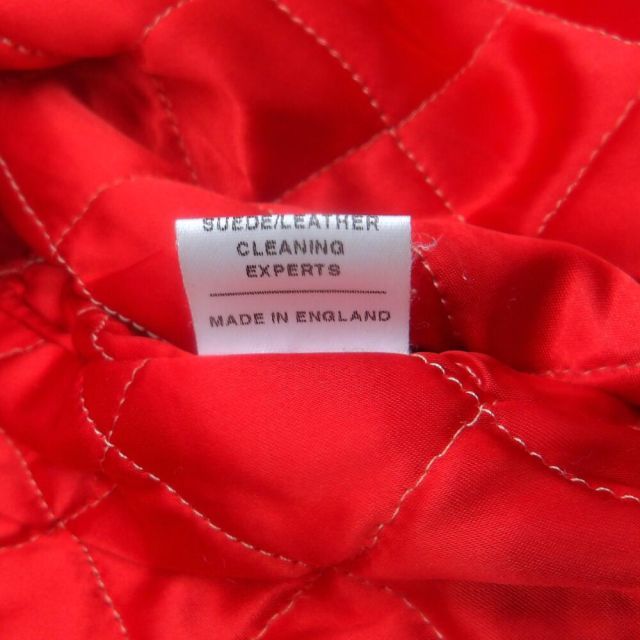 SUEDE/LEATHER
CLEANING
EXPERTS
MADE IN ENGLAND